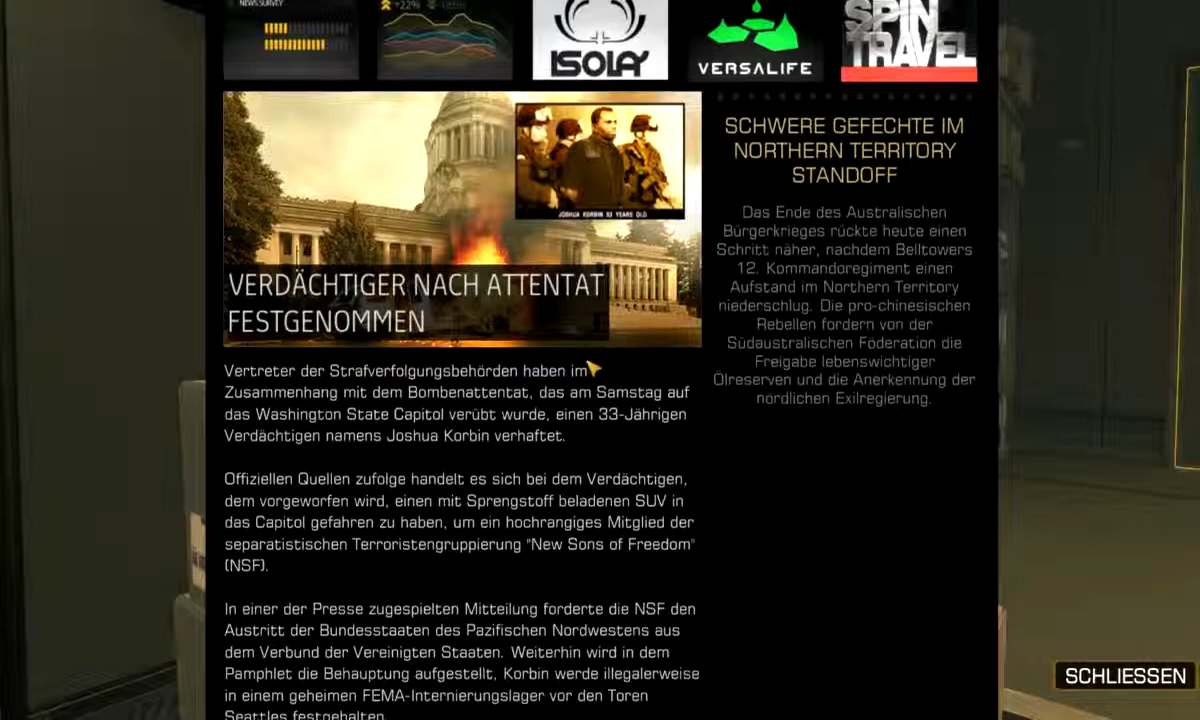 NEWS SURVEY
+22%
ISOLAY
VERSALIFE
SPIN
TRAVEL
JOSHUA KORBIN 33 YEARS OLD
VERDÄCHTIGER NACH ATTENTAT
FESTGENOMMEN
Vertreter der Strafverfolgungsbehörden haben im
Zusammenhang mit dem Bombenattentat, das am Samstag auf
das Washington State Capitol verübt wurde, einen 33-Jährigen
Verdächtigen namens Joshua Korbin verhaftet.
Offiziellen Quellen zufolge handelt es sich bei dem Verdächtigen,
dem vorgeworfen wird, einen mit Sprengstoff beladenen SUV in
das Capitol gefahren zu haben, um ein hochrangiges Mitglied der
separatistischen Terroristengruppierung "New Sons of Freedom"
(NSF).
In einer der Presse zugespielten Mitteilung forderte die NSF den
Austritt der Bundesstaaten des Pazifischen Nordwestens aus
dem Verbund der Vereinigten Staaten. Weiterhin wird in dem
Pamphlet die Behauptung aufgestellt, Korbin werde illegalerweise
in einem geheimen FEMA-Internierungslager vor den Toren
Seattles festgehalten.
SCHWERE GEFECHTE IM
NORTHERN TERRITORY
STANDOFF
Das Ende des Australischen
Bürgerkrieges rückte heute einen
Schritt näher, nachdem Belltowers
12. Kommandoregiment einen
Aufstand im Northern Territory
niederschlug. Die pro-chinesischen
Rebellen fordern von der
Südaustralischen Föderation die
Freigabe lebenswichtiger
Ölreserven und die Anerkennung der
nördlichen Exilregierung.
SCHLIESSEN